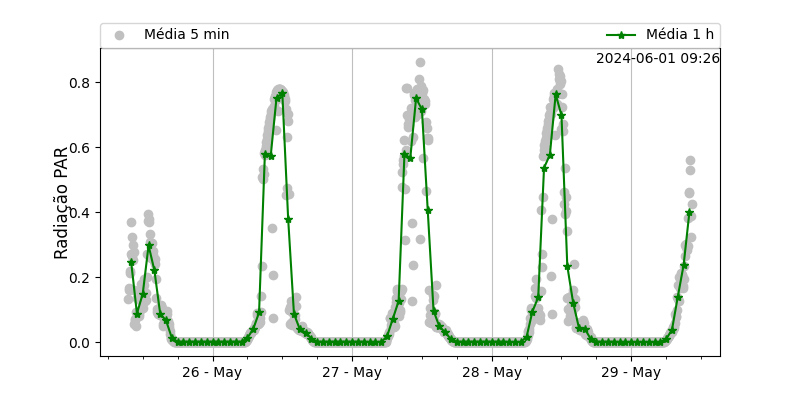 Média 5 min
Média 1 h
2024-06-01 09:26
Radiação PAR
0.8
0.6
0.4
0.2
0.0
26 - May
27 - May
28 - May
29 - May